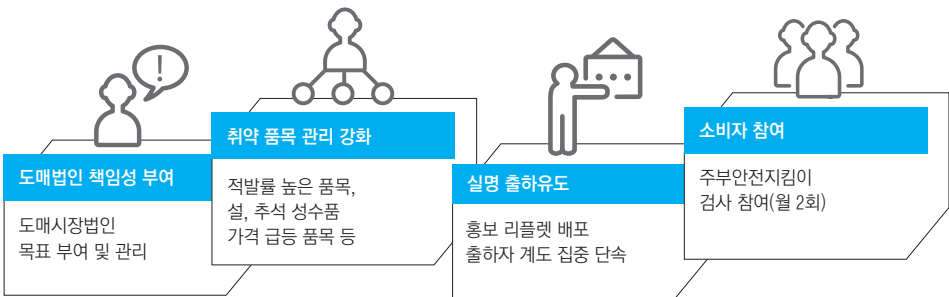 도매법인 책임성 부여
도매시장법인
목표 부여 및 관리
취약 품목 관리 강화
적발률 높은 품목,
설, 추석 성수품
가격 급등 품목 등
실명 출하유도
홍보 리플렛 배포
출하자 계도 집중 단속
소비자 참여
주부안전지킴이
검사 참여(월 2회)